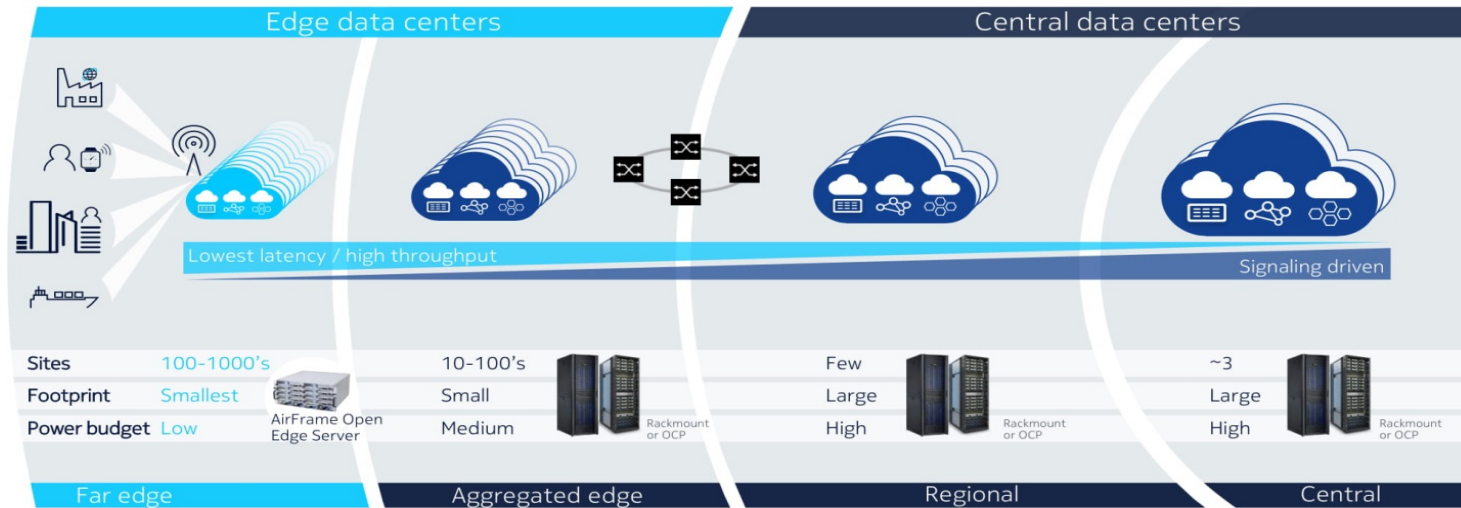 Edge data centers
Central data centers
Lowest latency / high throughput
Signaling driven
Sites 100-1000's 10-100's Few ~3
Footprint Smallest Small Large Large
Power budget Low Medium High High
AirFrame Open
Edge Server
Rackmount
or OCP
Rackmount
or OCP
Rackmount
or OCP
Far edge
Aggregated edge
Regional
Central